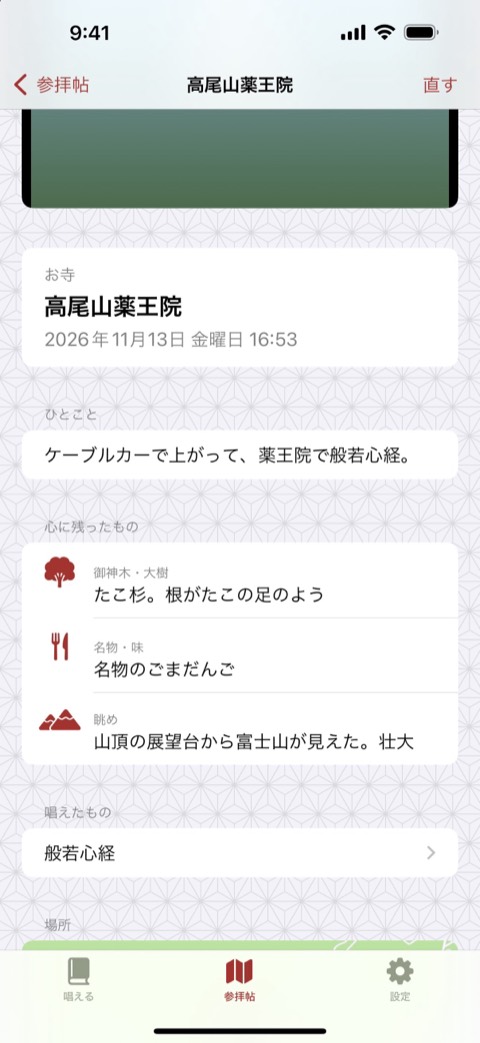 9:41
参拝帖
高尾山薬王院
直す
お寺
高尾山薬王院
2026年11月13日 金曜日 16:53
ひとこと
ケーブルカーで上がって、薬王院で般若心経。
心に残ったもの
御神木・大樹
たこ杉。根がたこの足のよう
名物・味
名物のごまだんご
眺め
山頂の展望台から富士山が見えた。壮大
唱えたもの
般若心経
場所
唱える
参拝帖
設定